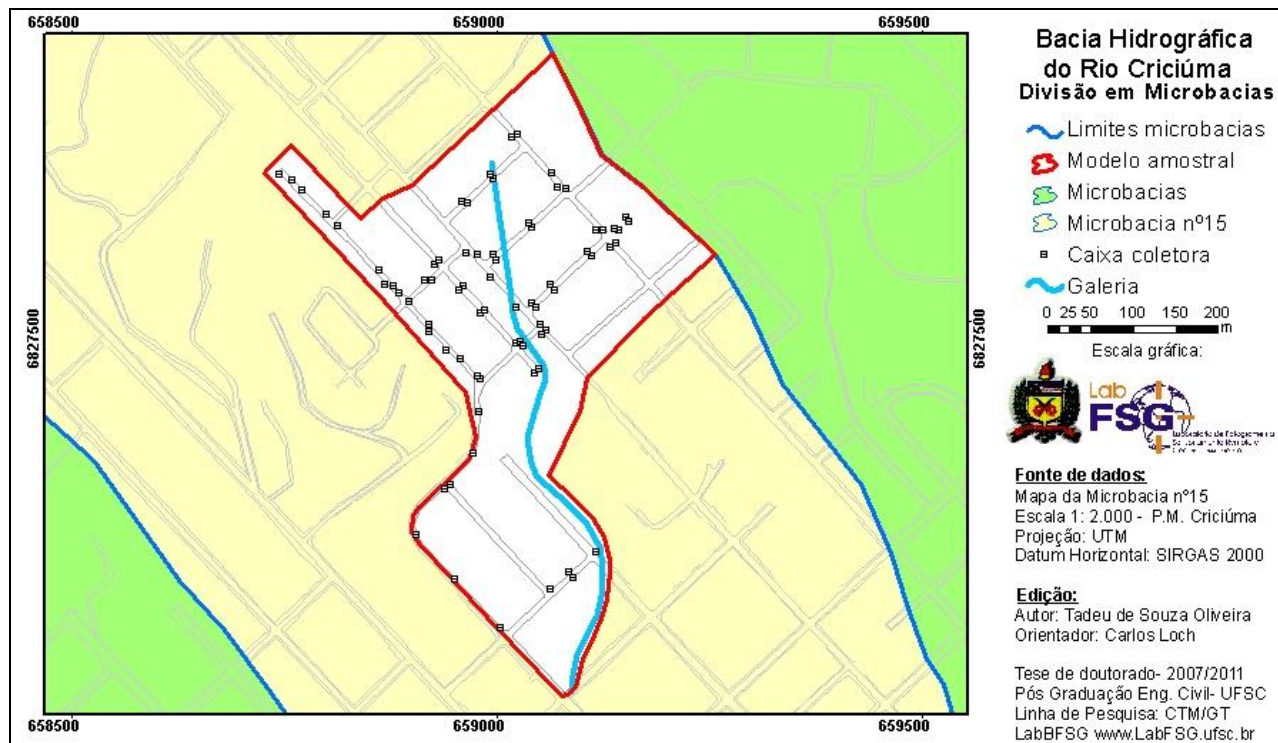 658500
659000
659500
6827500
6827500
658500
659000
659500
Bacia Hidrográfica
do Rio Criciúma
Divisão em Microbacias
Limites microbacias
Modelo amostral
Microbacias
Microbacia nº15
Caixa coletora
Galeria
0 25 50 100 150 200
m
Escala gráfica:
Lab
FSG
Fonte de dados:
Mapa da Microbacia nº15
Escala 1: 2.000 - P.M. Criciúma
Projeção: UTM
Datum Horizontal: SIRGAS 2000
Edição:
Autor: Tadeu de Souza Oliveira
Orientador: Carlos Loch
Tese de doutorado- 2007/2011
Pós Graduação Eng. Civil- UFSC
Linha de Pesquisa: CTM/GT
LabBFSG www.LabFSG.ufsc.br